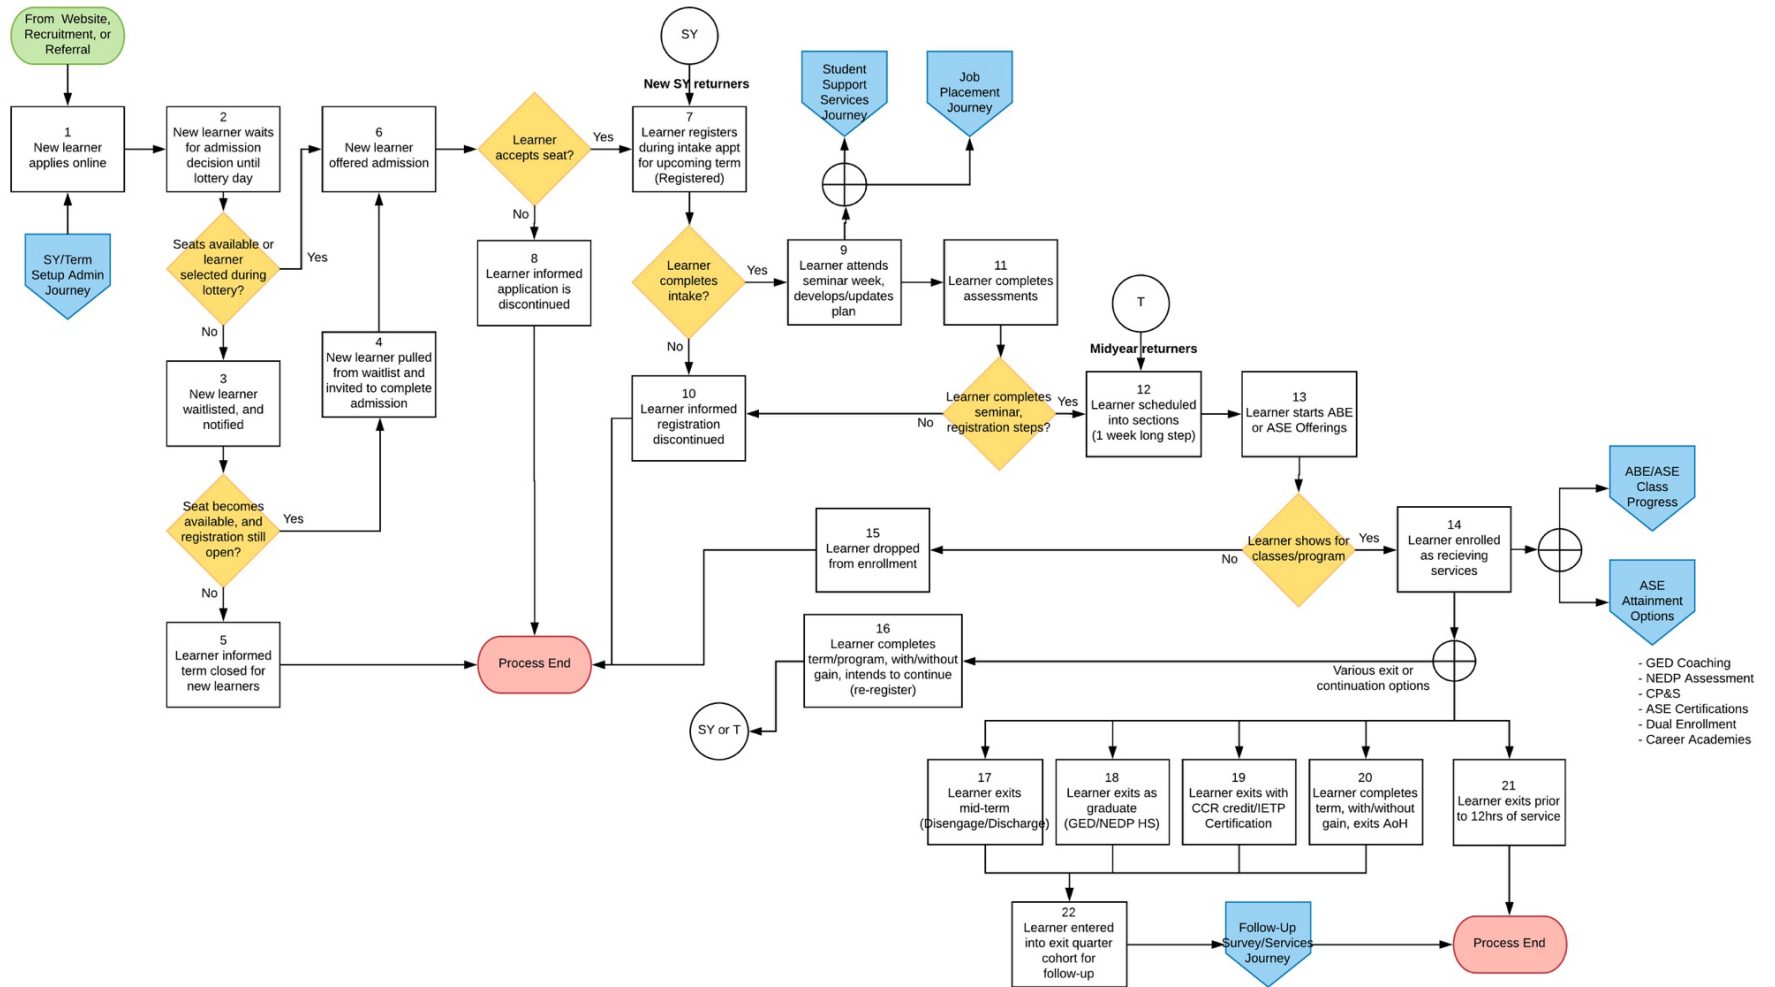 From Website,
Recruitment, or
Referral
1
New learner
applies online
SY/Term
Setup Admin
Journey
2
New learner waits
for admission
decision until
lottery day
Seats available or
learner
selected during
lottery?
Yes
No
3
New learner
waitlisted, and
notified
Seat becomes
available, and
registration still
open?
Yes
No
5
Learner informed
term closed for
new learners
4
New learner pulled
from waitlist and
invited to complete
admission
6
New learner
offered admission
Learner
accepts seat?
Yes
No
8
Learner informed
application is
discontinued
Process End
SY
New SY returners
7
Learner registers
during intake appt
for upcoming term
(Registered)
Learner
completes
intake?
Yes
No
10
Learner informed
registration
discontinued
Student
Support
Services
Journey
Job
Placement
Journey
9
Learner attends
seminar week,
develops/updates
plan
11
Learner completes
assessments
Learner completes
seminar,
registration steps?
Yes
No
T
Midyear returners
12
Learner scheduled
into sections
(1 week long step)
13
Learner starts ABE
or ASE Offerings
Learner shows for
classes/program
Yes
No
15
Learner dropped
from enrollment
14
Learner enrolled
as recieving
services
ABE/ASE
Class
Progress
ASE
Attainment
Options
- GED Coaching
- NEDP Assessment
- CP&S
- ASE Certifications
- Dual Enrollment
- Career Academies
Various exit or
continuation options
16
Learner completes
term/program, with/without
gain, intends to continue
(re-register)
SY or T
17
Learner exits
mid-term
(Disengage/Discharge)
18
Learner exits as
graduate
(GED/NEDP HS)
19
Learner exits with
CCR credit/IETP
Certification
20
Learner completes
term, with/without
gain, exits AoH
21
Learner exits prior
to 12hrs of service
22
Learner entered
into exit quarter
cohort for
follow-up
Follow-Up
Survey/Services
Journey
Process End